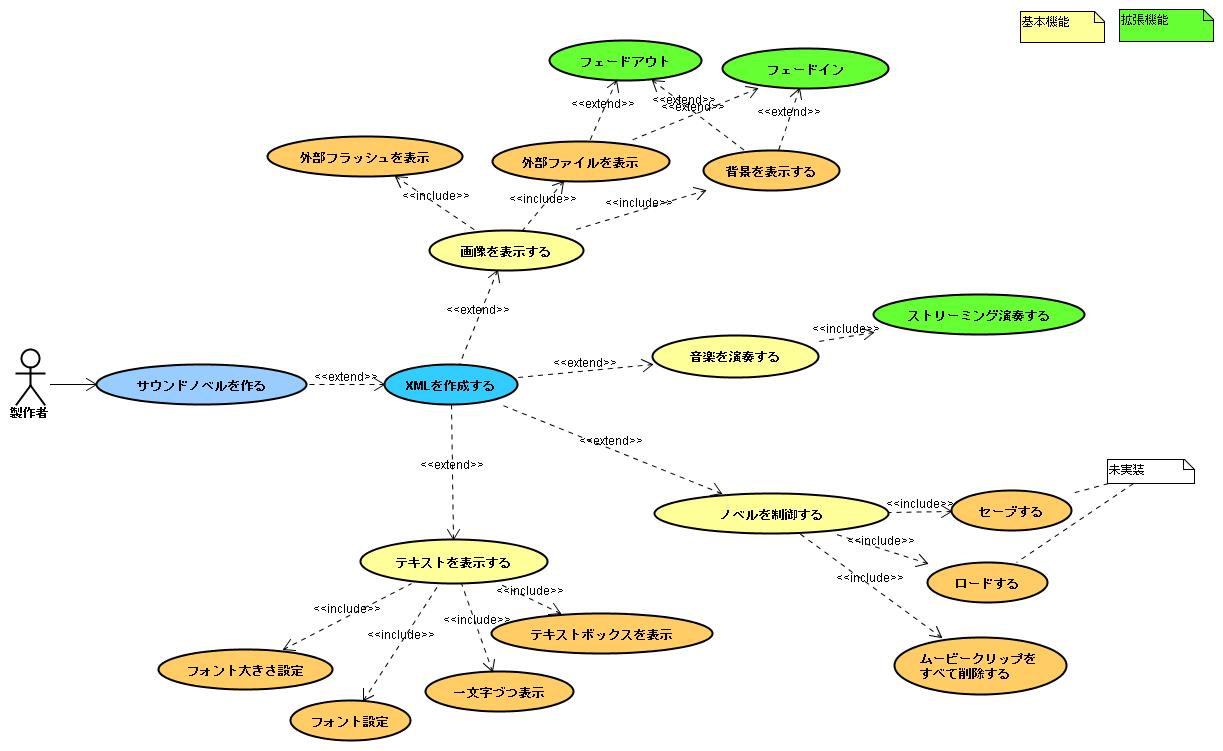 基本機能
拡張機能
フェードアウト
フェードイン
<<extend>>
<<extend>>
<<extend>>
<<extend>>
外部フラッシュを表示
外部ファイルを表示
背景を表示する
<<include>>
<<include>>
<<include>>
画像を表示する
<<extend>>
ストリーミング演奏する
<<include>>
音楽を演奏する
<<extend>>
製作者
サウンドノベルを作る
<<extend>>
XMLを作成する
<<extend>>
<<extend>>
未実装
ノベルを制御する
<<include>>
セーブする
<<include>>
ロードする
<<include>>
ムービークリップを
すべて削除する
テキストを表示する
<<include>>
<<include>>
<<include>>
<<include>>
テキストボックスを表示
フォント大きさ設定
一文字づつ表示
フォント設定